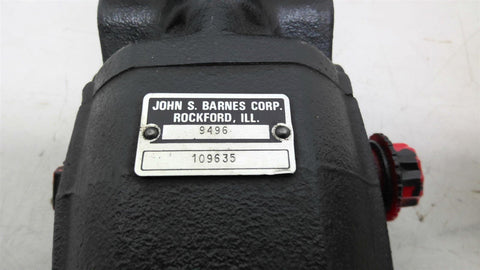 JOHN S. BARNES CORP.
ROCKFORD, ILL.
9496
109635